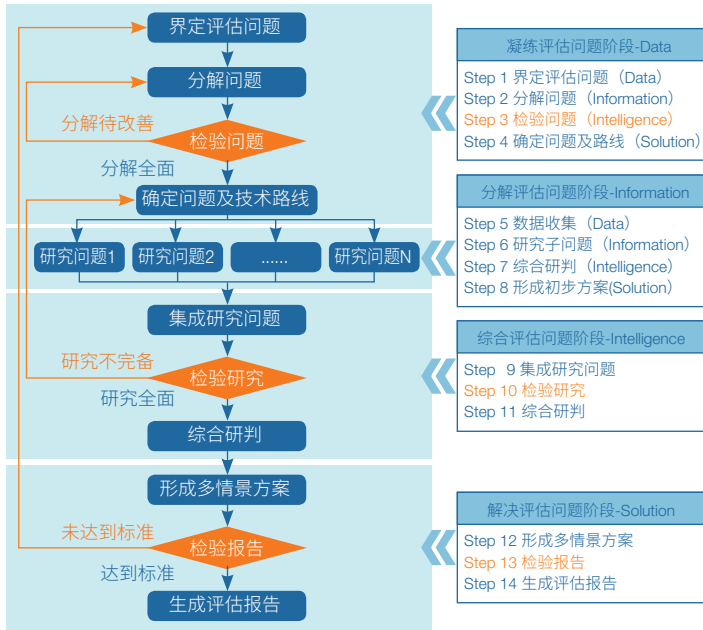 界定评估问题
分解问题
分解待改善
检验问题
分解全面
确定问题及技术路线
研究问题1
研究问题2
......
研究问题N
集成研究问题
研究不完备
检验研究
研究全面
综合研判
形成多情景方案
未达到标准
检验报告
达到标准
生成评估报告
凝练评估问题阶段-Data
Step 1 界定评估问题（Data）
Step 2 分解问题（Information）
Step 3 检验问题（Intelligence）
Step 4 确定问题及路线（Solution）
分解评估问题阶段-Information
Step 5 数据收集（Data）
Step 6 研究子问题（Information）
Step 7 综合研判（Intelligence）
Step 8 形成初步方案(Solution）
综合评估问题阶段-Intelligence
Step 9 集成研究问题
Step 10 检验研究
Step 11 综合研判
解决评估问题阶段-Solution
Step 12 形成多情景方案
Step 13 检验报告
Step 14 生成评估报告